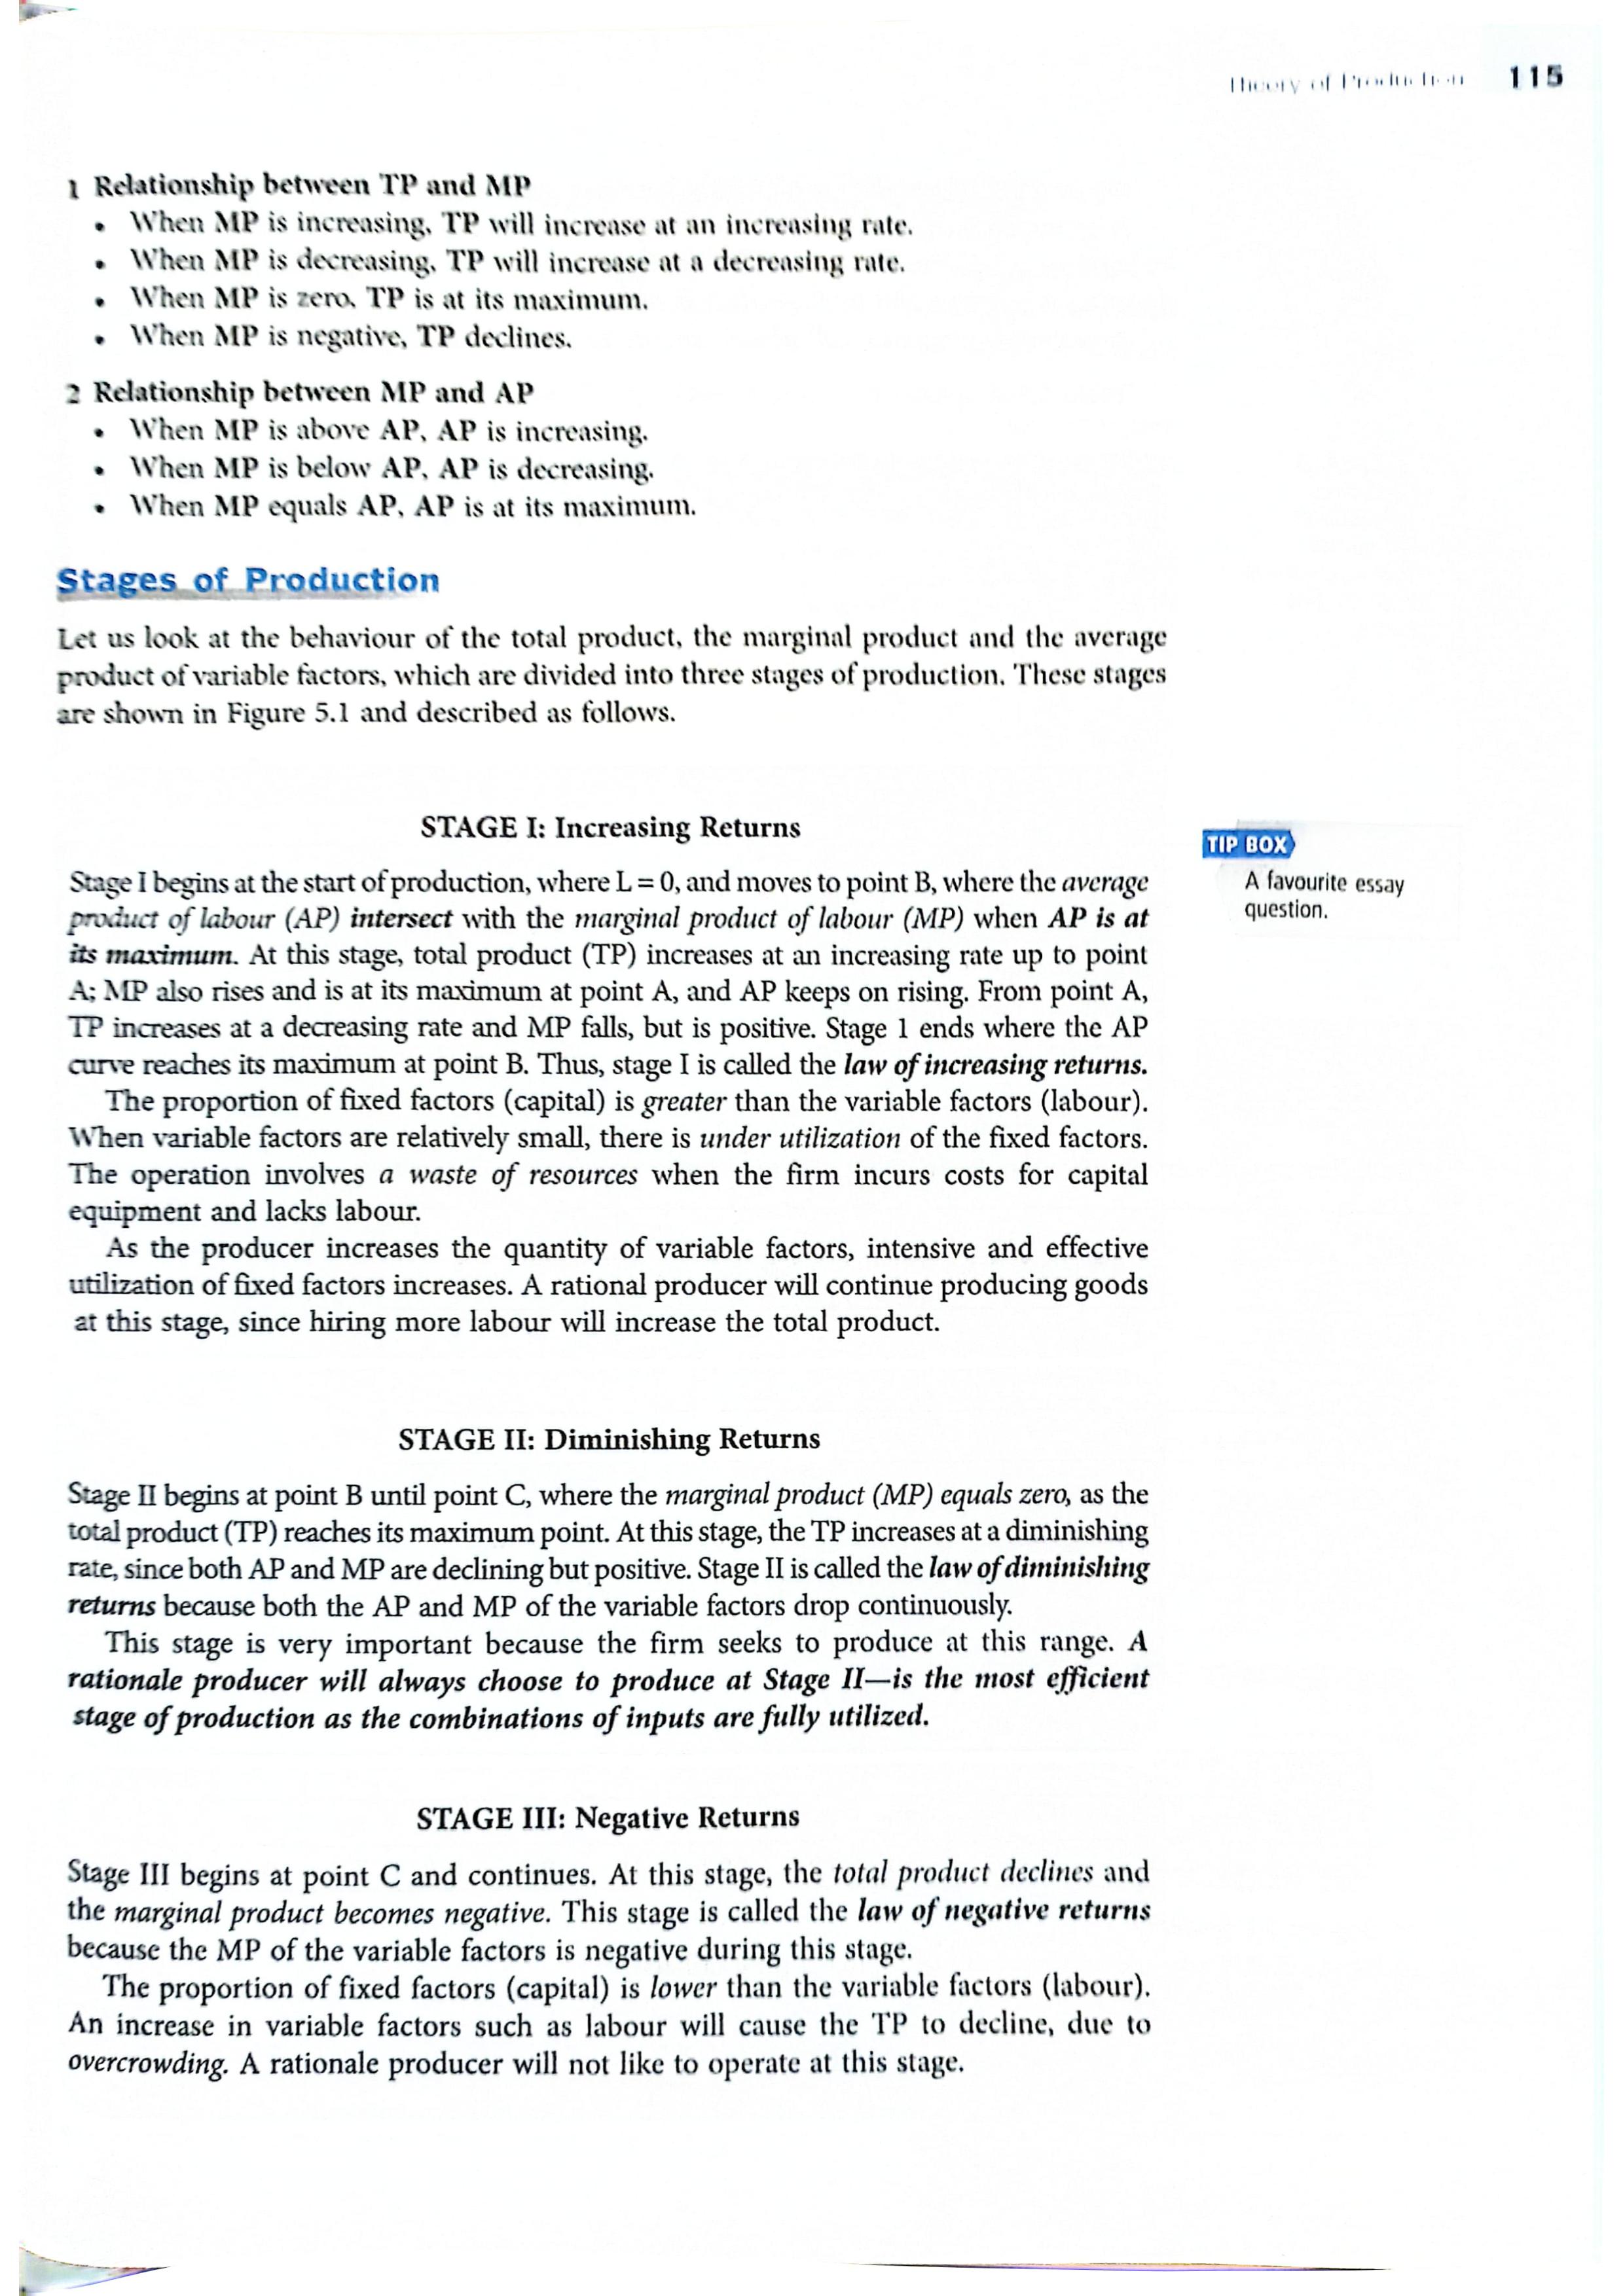 Theory of Production 115
1 Relationship between TP and MP
• When MP is increasing, TP will increase at an increasing rate.
• When MP is decreasing, TP will increase at a decreasing rate.
• When MP is zero, TP is at its maximum.
• When MP is negative, TP declines.
2 Relationship between MP and AP
• When MP is above AP, AP is increasing.
• When MP is below AP, AP is decreasing.
• When MP equals AP, AP is at its maximum.
Stages of Production
Let us look at the behaviour of the total product, the marginal product and the average
product of variable factors, which are divided into three stages of production. These stages
are shown in Figure 5.1 and described as follows.
STAGE I: Increasing Returns
Stage I begins at the start of production, where L = 0, and moves to point B, where the average
product of labour (AP) intersect with the marginal product of labour (MP) when AP is at
its maximum. At this stage, total product (TP) increases at an increasing rate up to point
A; MP also rises and is at its maximum at point A, and AP keeps on rising. From point A,
TP increases at a decreasing rate and MP falls, but is positive. Stage 1 ends where the AP
curve reaches its maximum at point B. Thus, stage I is called the law of increasing returns.
The proportion of fixed factors (capital) is greater than the variable factors (labour).
When variable factors are relatively small, there is under utilization of the fixed factors.
The operation involves a waste of resources when the firm incurs costs for capital
equipment and lacks labour.
As the producer increases the quantity of variable factors, intensive and effective
utilization of fixed factors increases. A rational producer will continue producing goods
at this stage, since hiring more labour will increase the total product.
TIP BOX
A favourite essay
question.
STAGE II: Diminishing Returns
Stage II begins at point B until point C, where the marginal product (MP) equals zero, as the
total product (TP) reaches its maximum point. At this stage, the TP increases at a diminishing
rate, since both AP and MP are declining but positive. Stage II is called the law of diminishing
returns because both the AP and MP of the variable factors drop continuously.
This stage is very important because the firm seeks to produce at this range. A
rationale producer will always choose to produce at Stage II—is the most efficient
stage of production as the combinations of inputs are fully utilized.
STAGE III: Negative Returns
Stage III begins at point C and continues. At this stage, the total product declines and
the marginal product becomes negative. This stage is called the law of negative returns
because the MP of the variable factors is negative during this stage.
The proportion of fixed factors (capital) is lower than the variable factors (labour).
An increase in variable factors such as labour will cause the TP to decline, due to
overcrowding. A rationale producer will not like to operate at this stage.